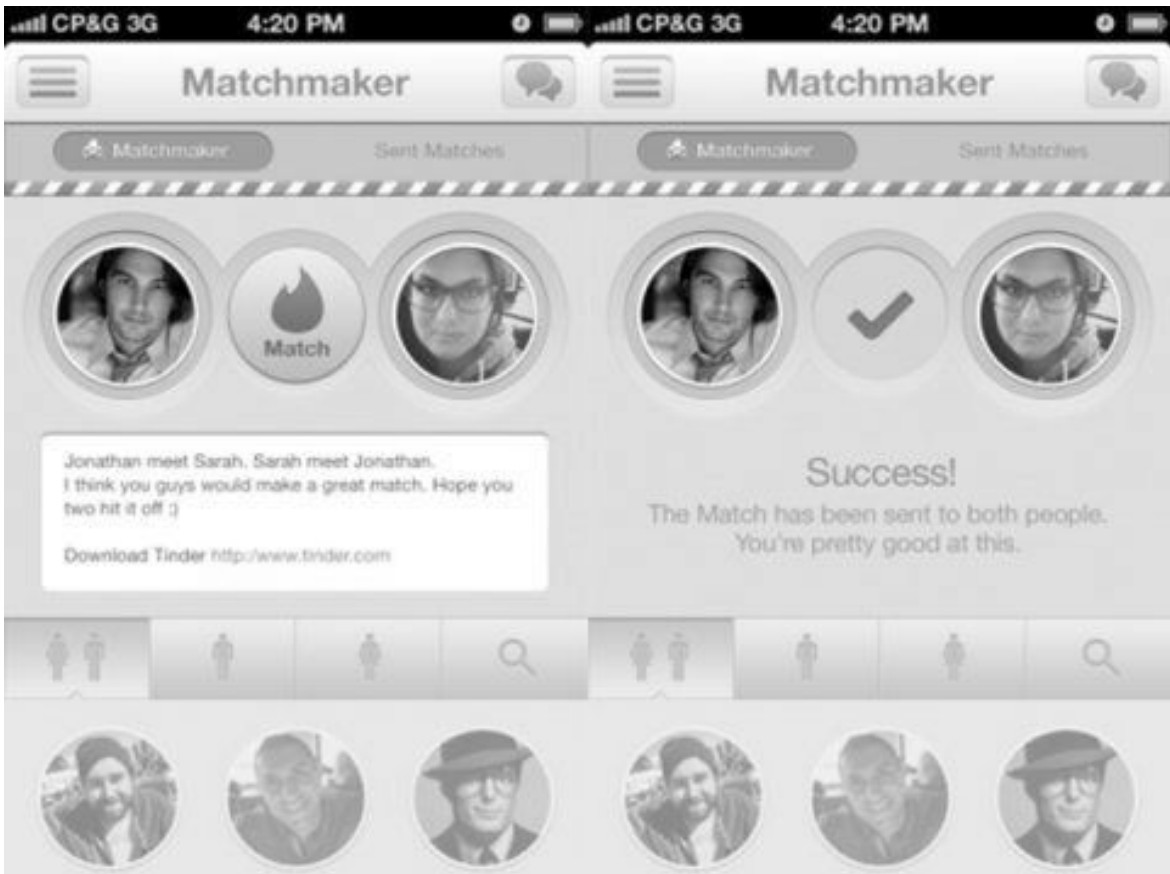 CP&G 3G 4:20 PM
Matchmaker
Matchmaker Sent Matches
Match
Jonathan meet Sarah. Sarah meet Jonathan.
I think you guys would make a great match. Hope you
two hit it off :)
Download Tinder http://www.tinder.com
CP&G 3G 4:20 PM
Matchmaker
Matchmaker Sent Matches
Success!
The Match has been sent to both people.
You're pretty good at this.